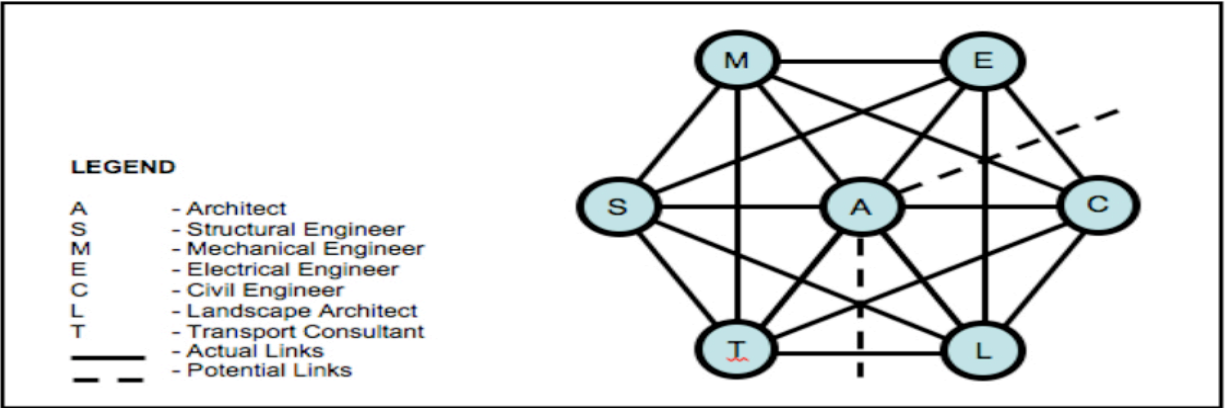 M
E
LEGEND
A - Architect
S - Structural Engineer
M - Mechanical Engineer
E - Electrical Engineer
C - Civil Engineer
L - Landscape Architect
T - Transport Consultant
- Actual Links
- Potential Links
S
A
C
T
L